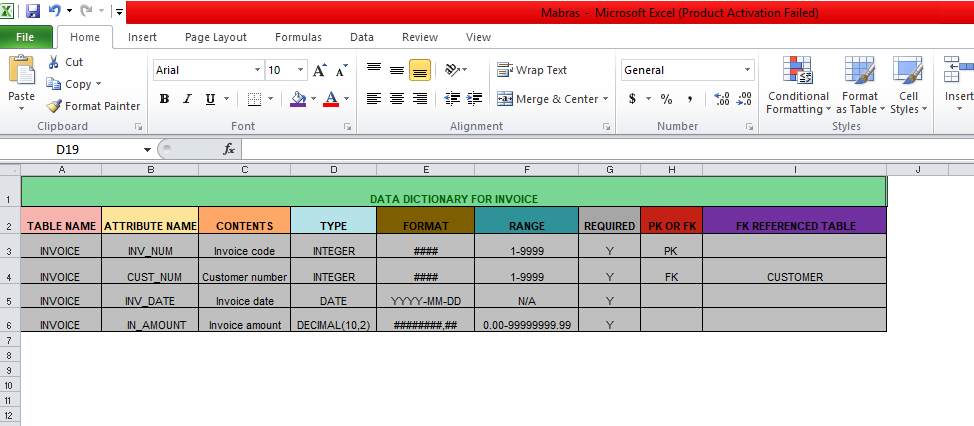 Mabras - Microsoft Excel (Product Activation Failed)
File Home Insert Page Layout Formulas Data Review View
Cut
Copy
Format Painter
Paste
Clipboard
Arial 10 A A
B I U A
Font
Wrap Text
Merge & Center
Alignment
General
$ % ,
Number
Conditional Formatting
Format as Table
Cell Styles
Styles
Insert
D19 fx
A B C D E F G H I J
1 DATA DICTIONARY FOR INVOICE
2 TABLE NAME ATTRIBUTE NAME CONTENTS TYPE FORMAT RANGE REQUIRED PK OR FK FK REFERENCED TABLE
3 INVOICE INV_NUM Invoice code INTEGER #### 1-9999 Y PK
4 INVOICE CUST_NUM Customer number INTEGER #### 1-9999 Y FK CUSTOMER
5 INVOICE INV_DATE Invoice date DATE YYYY-MM-DD N/A Y
6 INVOICE IN_AMOUNT Invoice amount DECIMAL(10,2) ########,## 0.00-99999999.99 Y
7
8
9
10
11
12